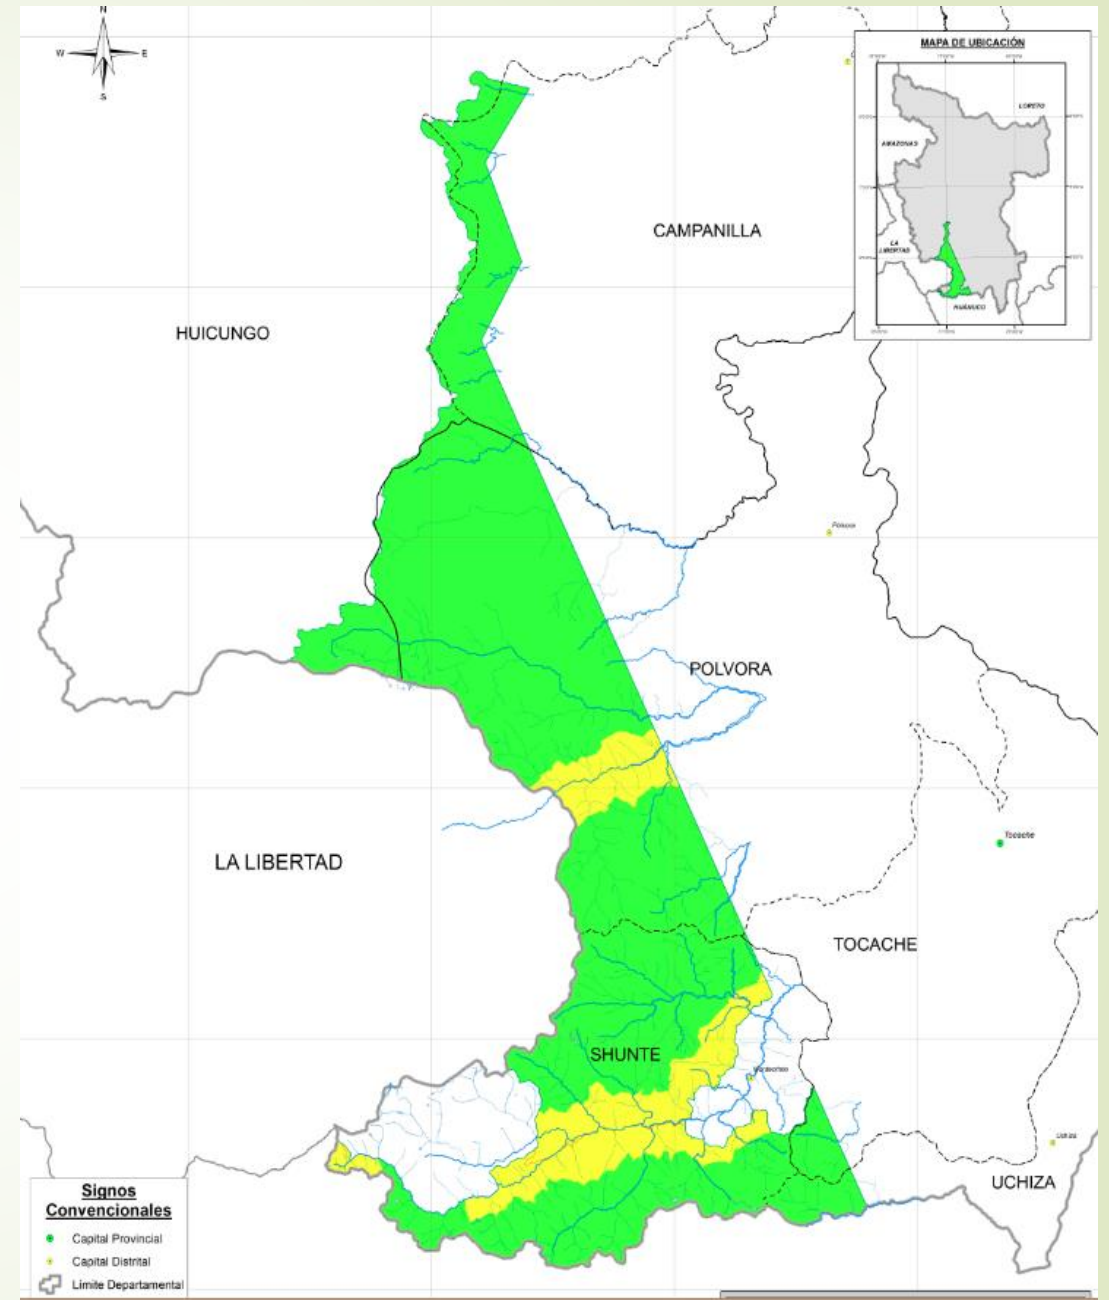 N
W E
S
MAPA DE UBICACIÓN
LORETO
AMAZONAS
LA
LIBERTAD
HUÁNUCO
CAMPANILLA
HUICUNGO
Polvora
POLVORA
Tocache
LA LIBERTAD
TOCACHE
SHUNTE
Uchiza
UCHIZA
Signos
Convencionales
Capital Provincial
Capital Distrital
Limite Departamental